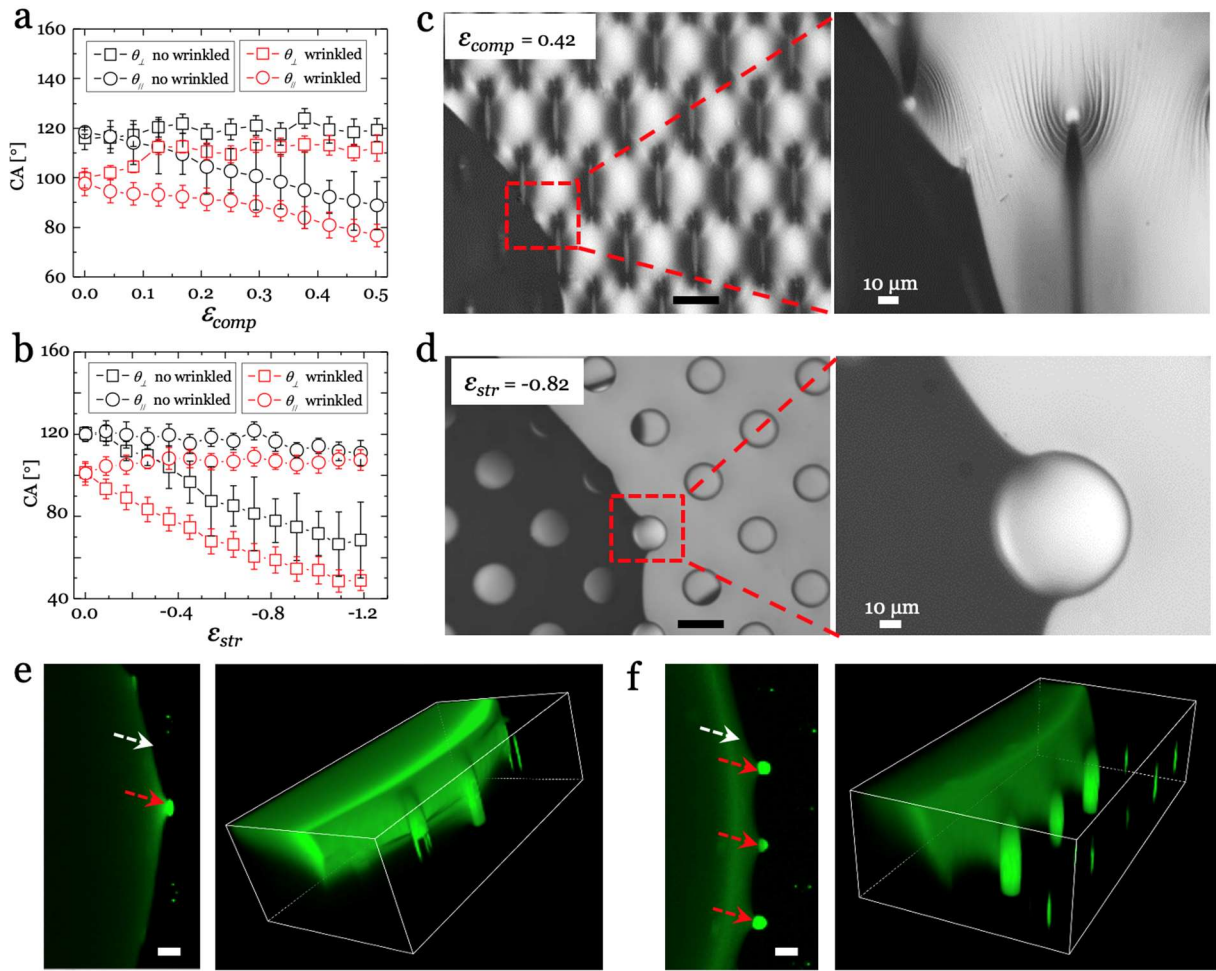 a
160
140
120
100
80
60
CA [°]
θ⊥ no wrinkled
θ// no wrinkled
θ⊥ wrinkled
θ// wrinkled
0.0 0.1 0.2 0.3 0.4 0.5
εcomp
b
160
120
80
40
CA [°]
θ⊥ no wrinkled
θ// no wrinkled
θ⊥ wrinkled
θ// wrinkled
0.0 -0.4 -0.8 -1.2
εstr
c
εcomp = 0.42
10 μm
d
εstr = -0.82
10 μm
e
f